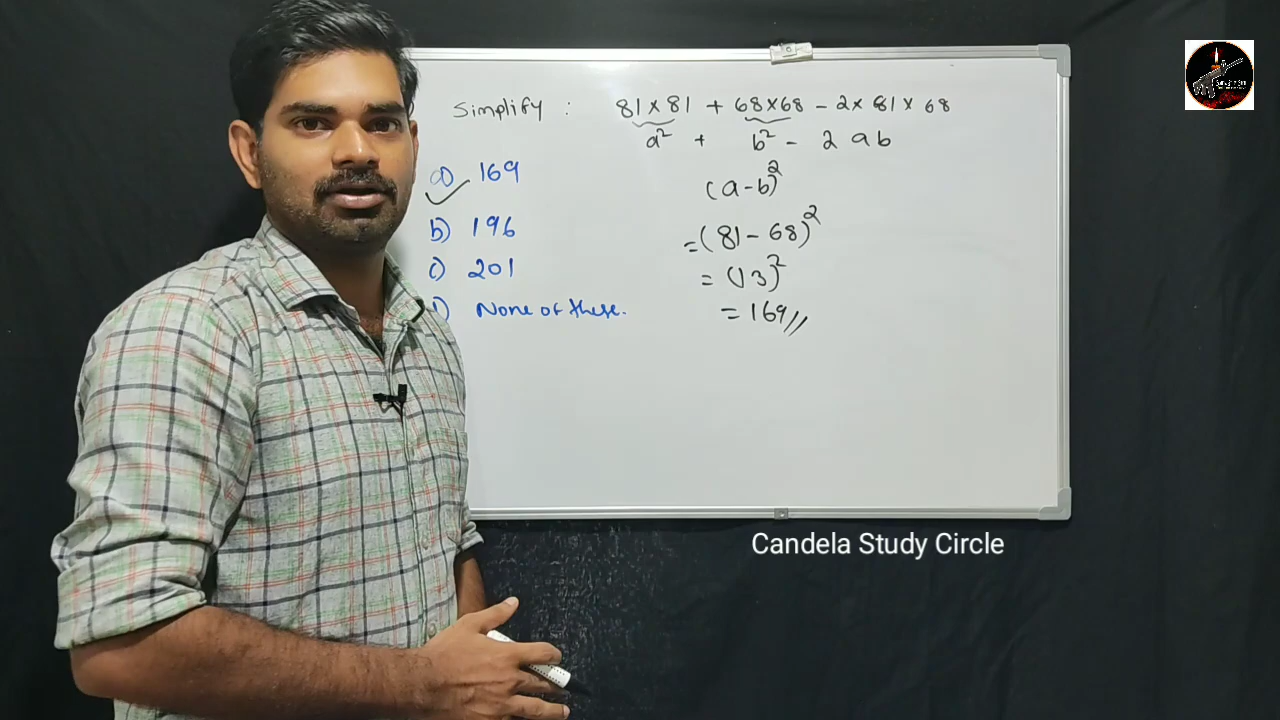 Simplify : 81 × 81 + 68×68 - 2× 81 × 68
a² + b² - 2 ab
a) 169
(a-b)²
b) 196
=(81 - 68)²
c) 201
= (13)²
d) None of these.
= 169//
Candela Study Circle